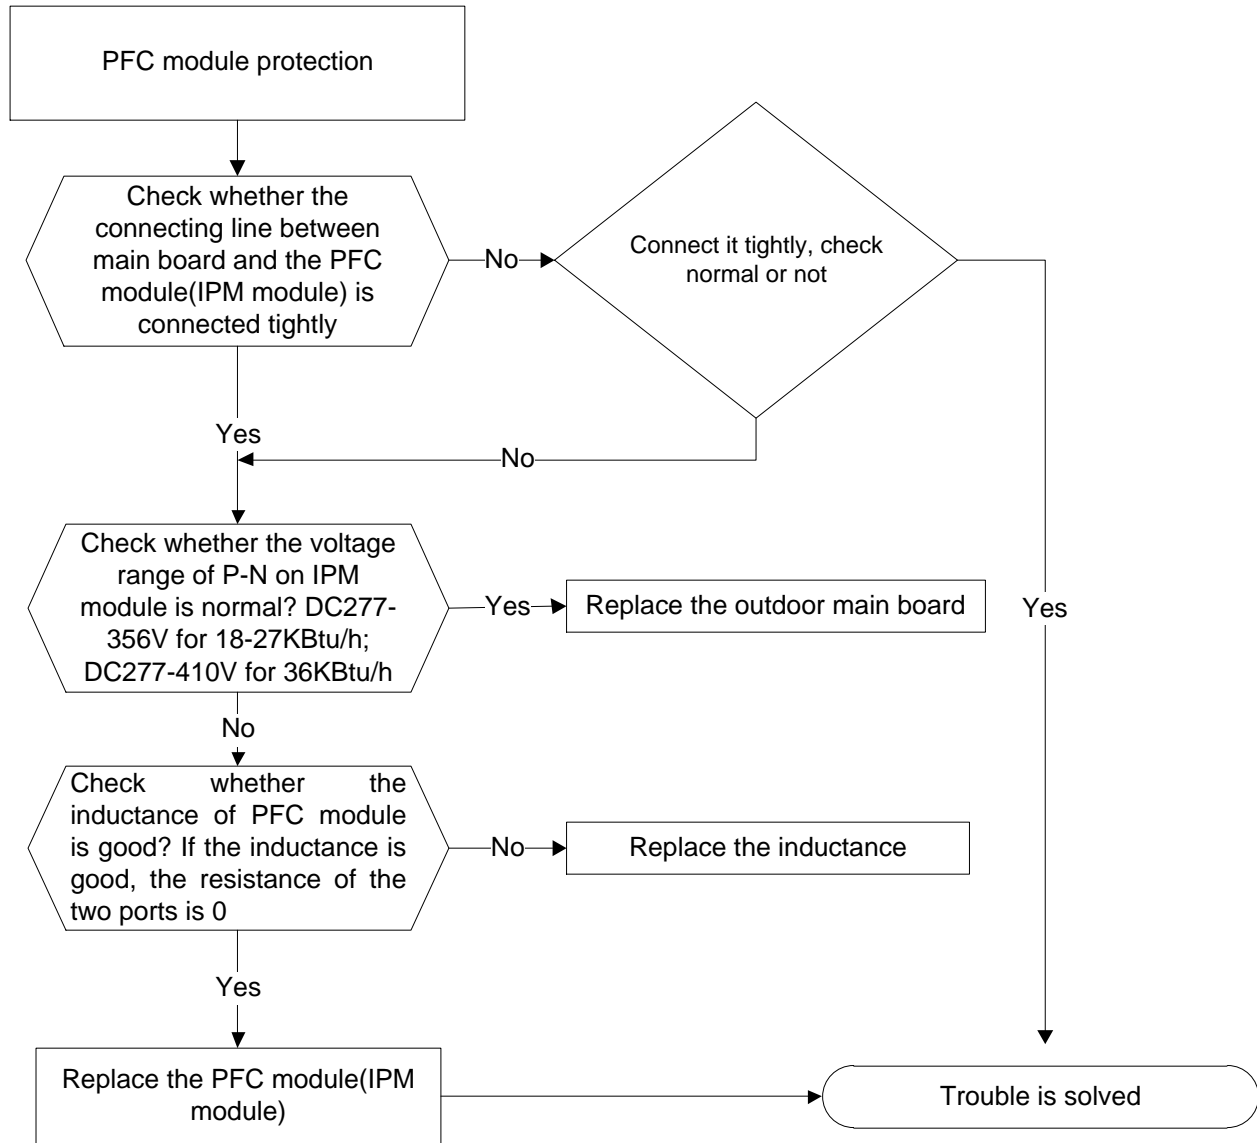 PFC module protection
Check whether the
connecting line between
main board and the PFC
module(IPM module) is
connected tightly
No
Connect it tightly, check
normal or not
Yes
No
Check whether the voltage
range of P-N on IPM
module is normal? DC277-
356V for 18-27KBtu/h;
DC277-410V for 36KBtu/h
Yes
Replace the outdoor main board
Yes
No
Check whether the
inductance of PFC module
is good? If the inductance is
good, the resistance of the
two ports is 0
No
Replace the inductance
Yes
Replace the PFC module(IPM
module)
Trouble is solved